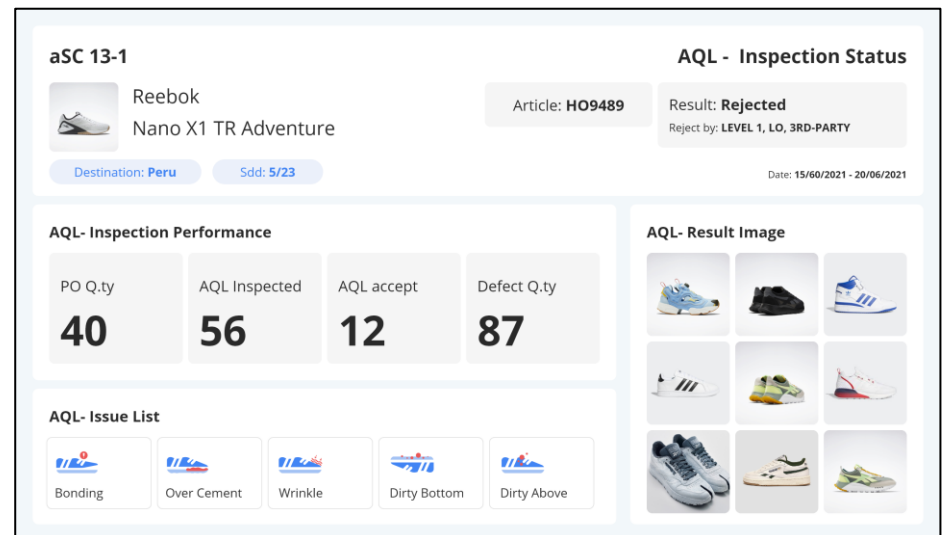 aSC 13-1
AQL - Inspection Status
Reebok
Nano X1 TR Adventure
Article: HO9489
Result: Rejected
Reject by: LEVEL 1, LO, 3RD-PARTY
Destination: Peru
Sdd: 5/23
Date: 15/60/2021 - 20/06/2021
AQL- Inspection Performance
PO Q.ty
40
AQL Inspected
56
AQL accept
12
Defect Q.ty
87
AQL- Result Image
AQL- Issue List
Bonding
Over Cement
Wrinkle
Dirty Bottom
Dirty Above